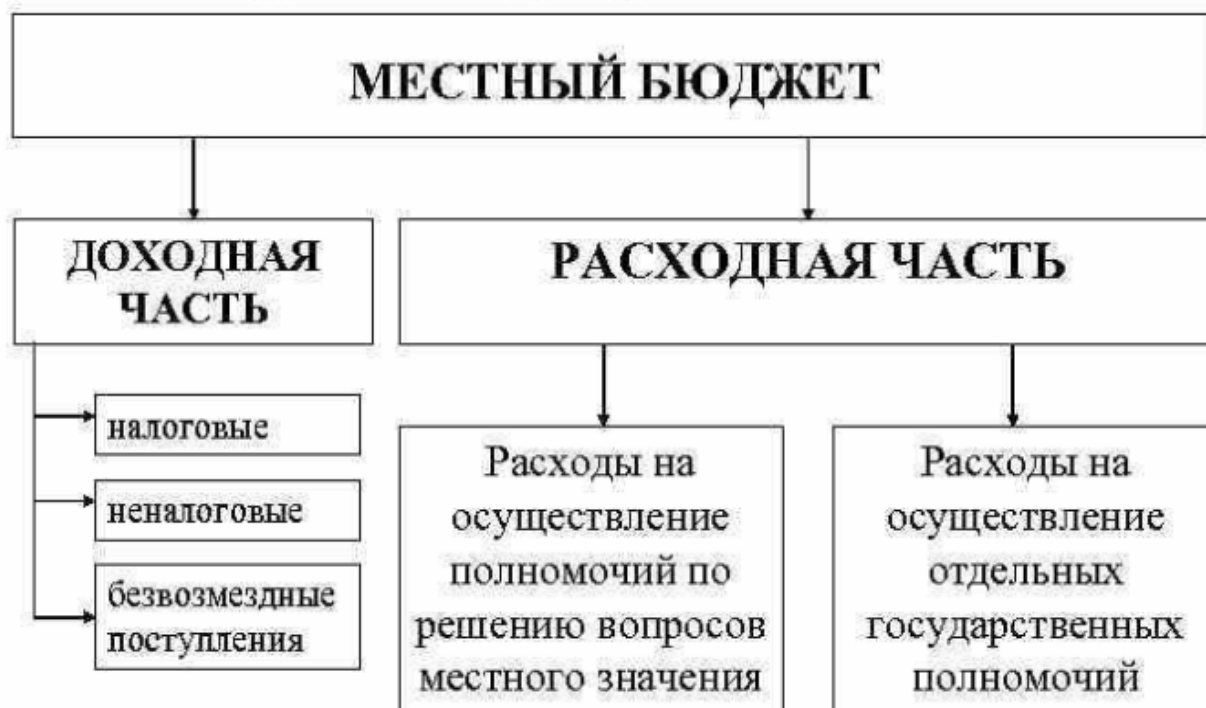 МЕСТНЫЙ БЮДЖЕТ
ДОХОДНАЯ
ЧАСТЬ
налоговые
неналоговые
безвозмездные
поступления
РАСХОДНАЯ ЧАСТЬ
Расходы на
осуществление
полномочий по
решению вопросов
местного значения
Расходы на
осуществление
отдельных
государственных
полномочий